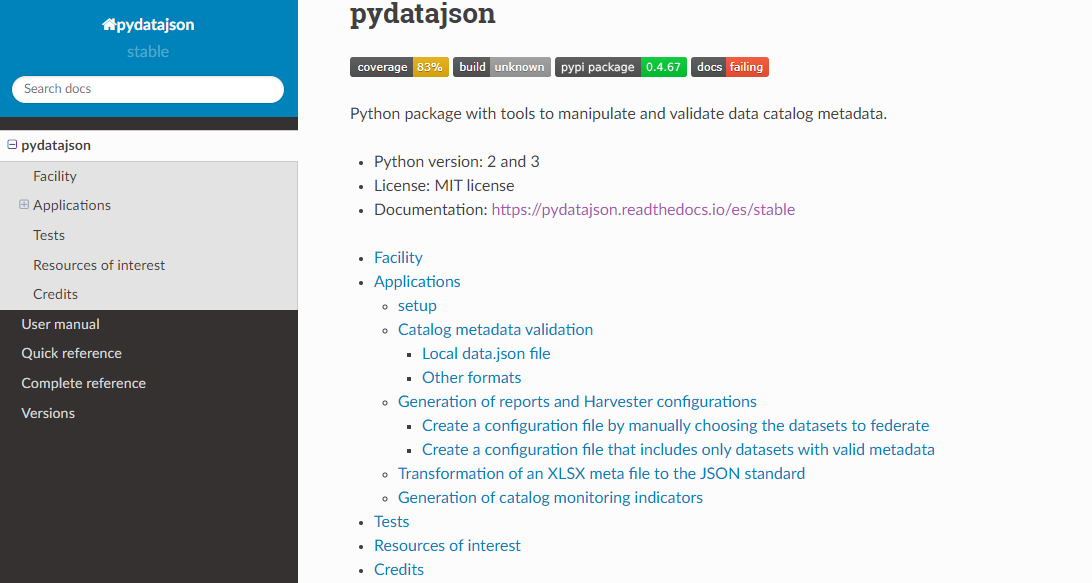 pydatajson
stable
Search docs
pydatajson
Facility
Applications
Tests
Resources of interest
Credits
User manual
Quick reference
Complete reference
Versions
pydatajson
coverage 83% build unknown pypi package 0.4.67 docs failing
Python package with tools to manipulate and validate data catalog metadata.
Python version: 2 and 3
License: MIT license
Documentation: https://pydatajson.readthedocs.io/es/stable
Facility
Applications
setup
Catalog metadata validation
Local data.json file
Other formats
Generation of reports and Harvester configurations
Create a configuration file by manually choosing the datasets to federate
Create a configuration file that includes only datasets with valid metadata
Transformation of an XLSX meta file to the JSON standard
Generation of catalog monitoring indicators
Tests
Resources of interest
Credits